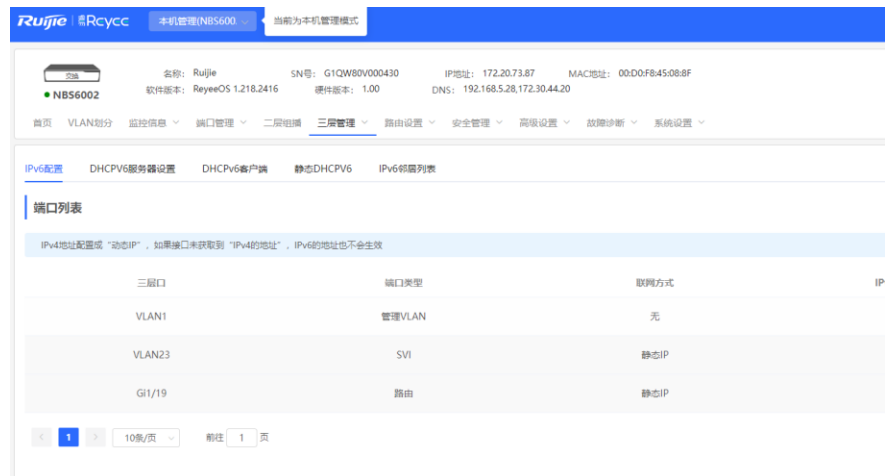 Ruijie 锐捷 Rcycc 本机管理(NBS600... 当前为本机管理模式
交换
名称: Ruijie SN号: G1QW80V000430 IP地址: 172.20.73.87 MAC地址: 00:D0:F8:45:08:8F
NBS6002 软件版本: ReyeeOS 1.218.2416 硬件版本: 1.00 DNS: 192.168.5.28,172.30.44.20
首页 VLAN划分 监控信息 端口管理 二层组播 三层管理 路由设置 安全管理 高级设置 故障诊断 系统设置
IPv6配置 DHCPV6服务器设置 DHCPv6客户端 静态DHCPV6 IPv6邻居列表
端口列表
IPv4地址配置成 "动态IP" , 如果接口未获取到 "IPv4的地址" , IPv6的地址也不会生效
三层口 端口类型 联网方式 IP
VLAN1 管理VLAN 无
VLAN23 SVI 静态IP
Gi1/19 路由 静态IP
1 10条/页 前往 1 页